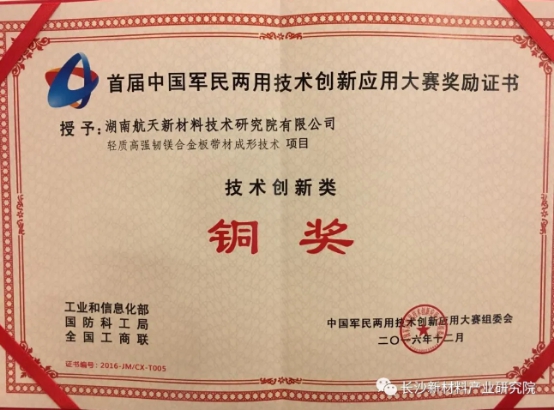 首届中国军民两用技术创新应用大赛奖励证书
授予：湖南航天新材料技术研究院有限公司
轻质高强韧镁合金板带材成形技术 项目
技术创新类
铜奖
工业和信息化部
国防科工局
全国工商联
中国军民两用技术创新应用大赛组委会
二〇一六年十二月
证书编号：2016-JM/CX-T005
长沙新材料产业研究院